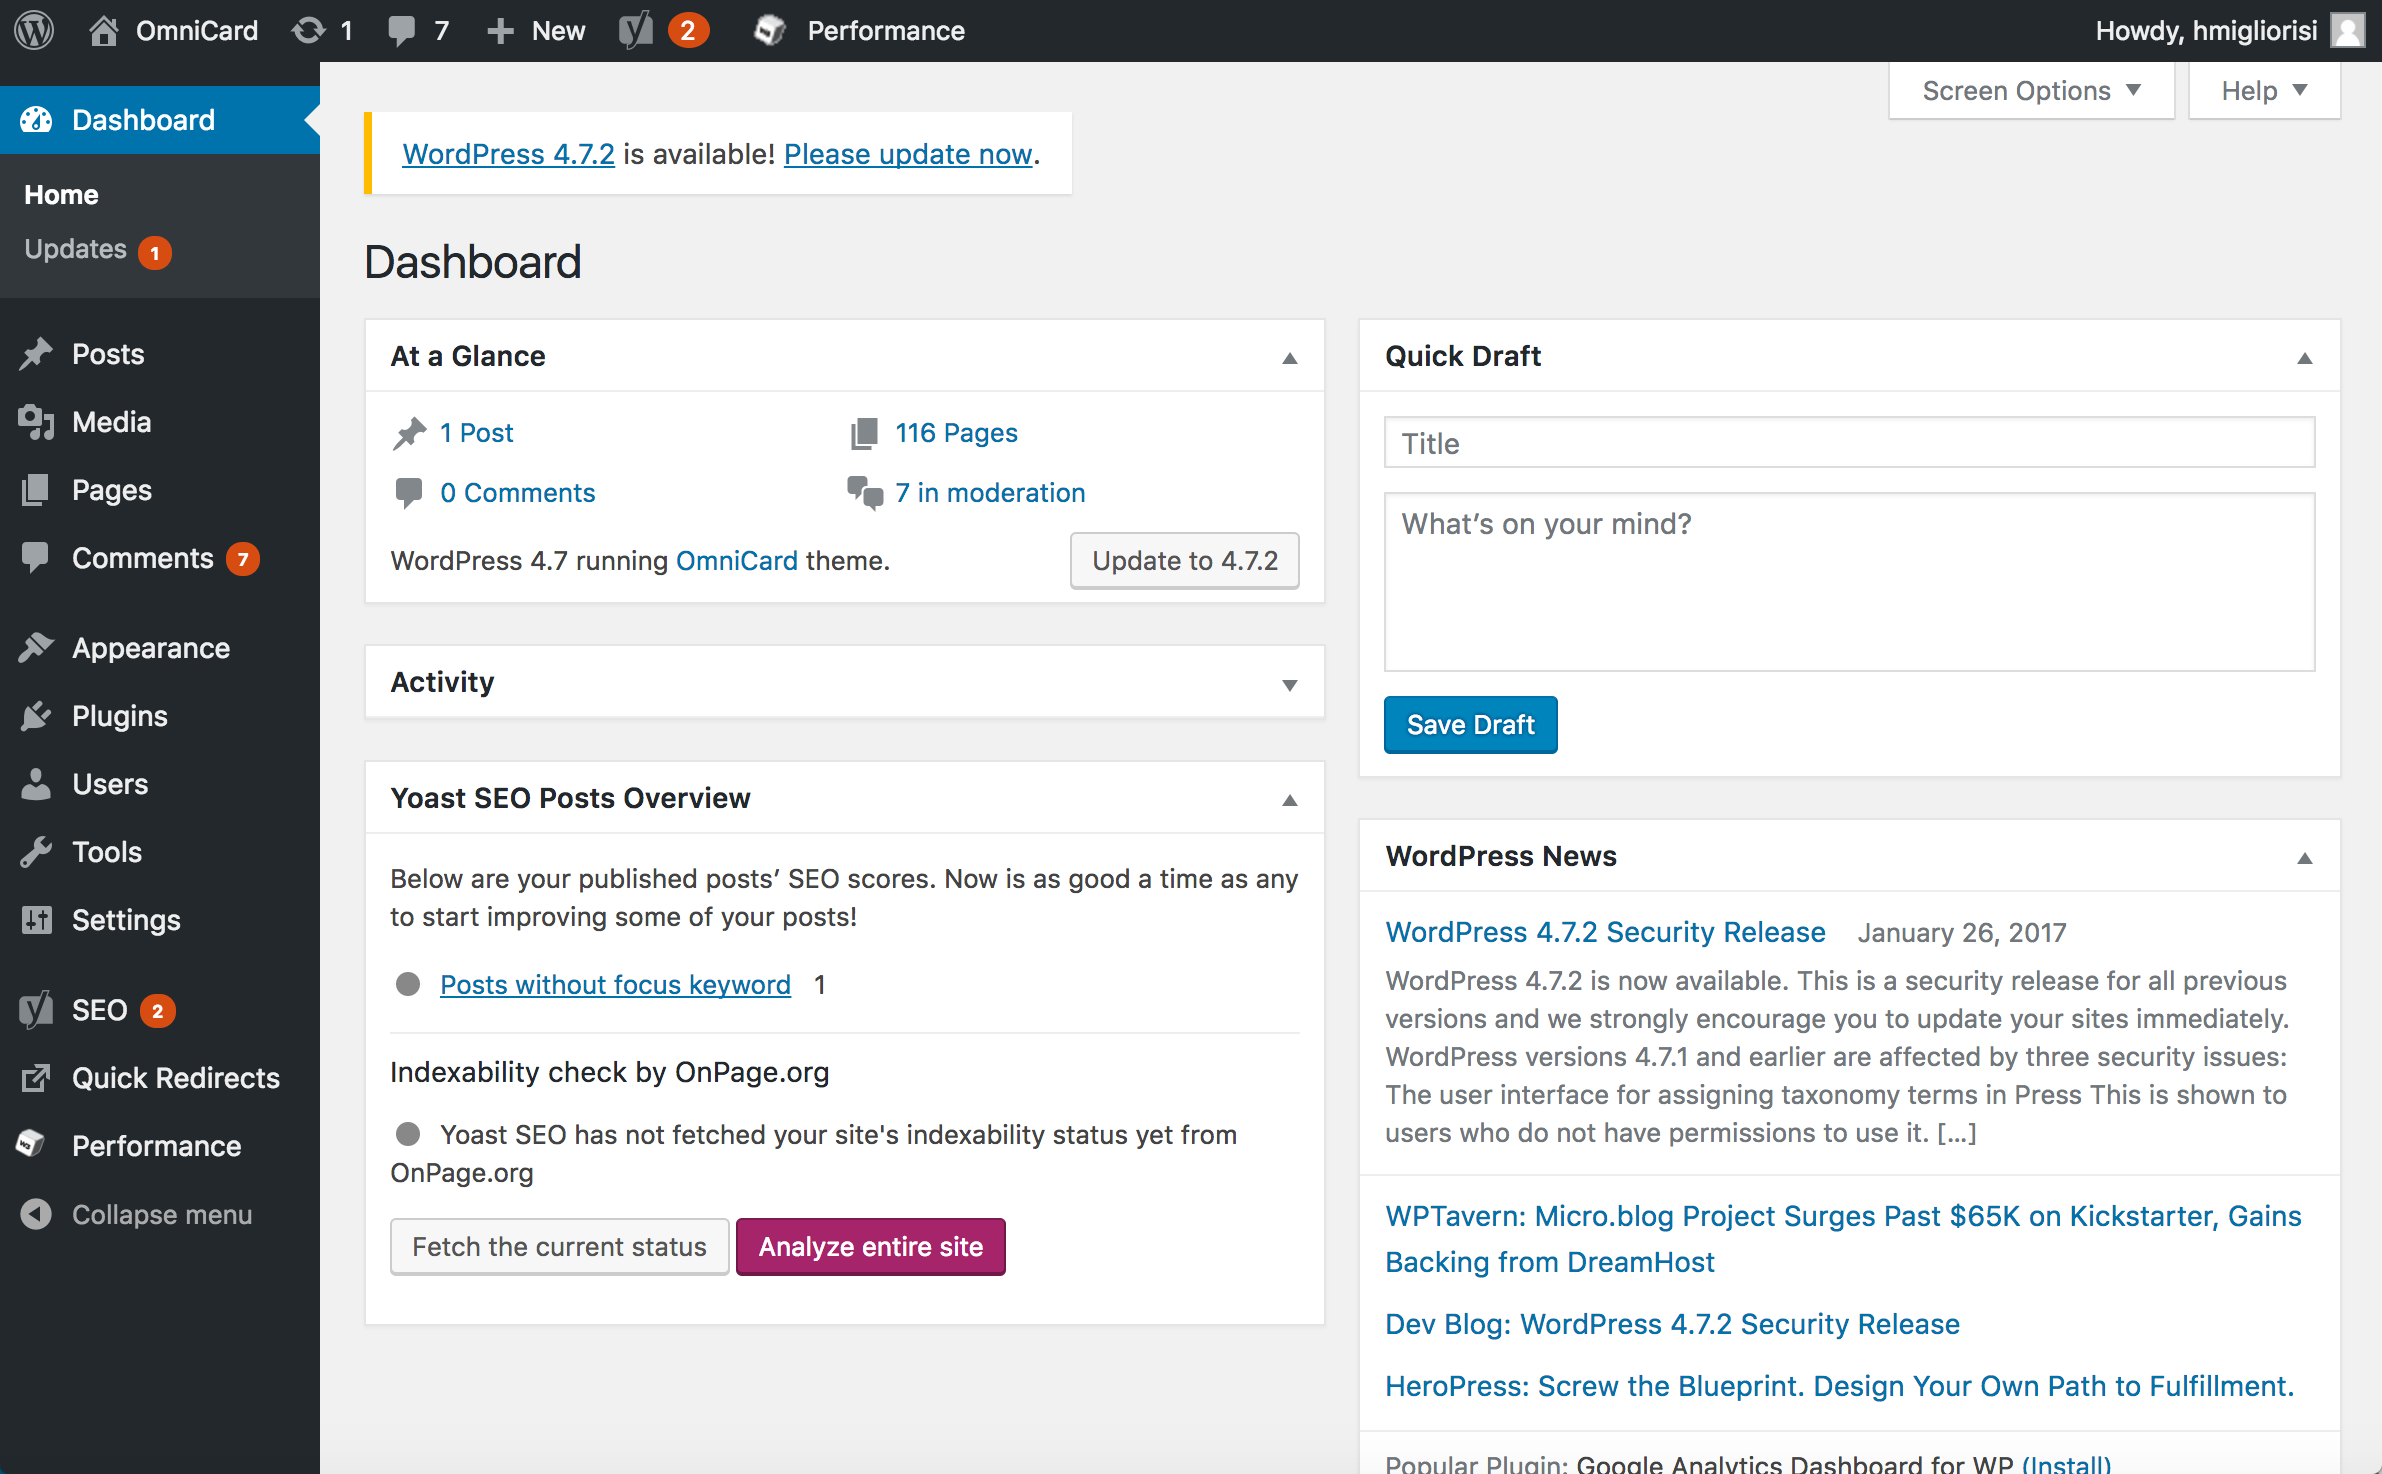 OmniCard 1 7 New 2 Performance Howdy, hmigliorisi
Screen Options Help
Dashboard
Home
Updates 1
Posts
Media
Pages
Comments 7
Appearance
Plugins
Users
Tools
Settings
SEO 2
Quick Redirects
Performance
Collapse menu
WordPress 4.7.2 is available! Please update now.
Dashboard
At a Glance
1 Post 116 Pages
0 Comments 7 in moderation
WordPress 4.7 running OmniCard theme. Update to 4.7.2
Activity
Yoast SEO Posts Overview
Below are your published posts’ SEO scores. Now is as good a time as any
to start improving some of your posts!
Posts without focus keyword 1
Indexability check by OnPage.org
Yoast SEO has not fetched your site's indexability status yet from
OnPage.org
Fetch the current status Analyze entire site
Quick Draft
Title
What’s on your mind?
Save Draft
WordPress News
WordPress 4.7.2 Security Release January 26, 2017
WordPress 4.7.2 is now available. This is a security release for all previous
versions and we strongly encourage you to update your sites immediately.
WordPress versions 4.7.1 and earlier are affected by three security issues:
The user interface for assigning taxonomy terms in Press This is shown to
users who do not have permissions to use it. […]
WPTavern: Micro.blog Project Surges Past $65K on Kickstarter, Gains
Backing from DreamHost
Dev Blog: WordPress 4.7.2 Security Release
HeroPress: Screw the Blueprint. Design Your Own Path to Fulfillment.
Popular Plugin: Google Analytics Dashboard for WP (Install)